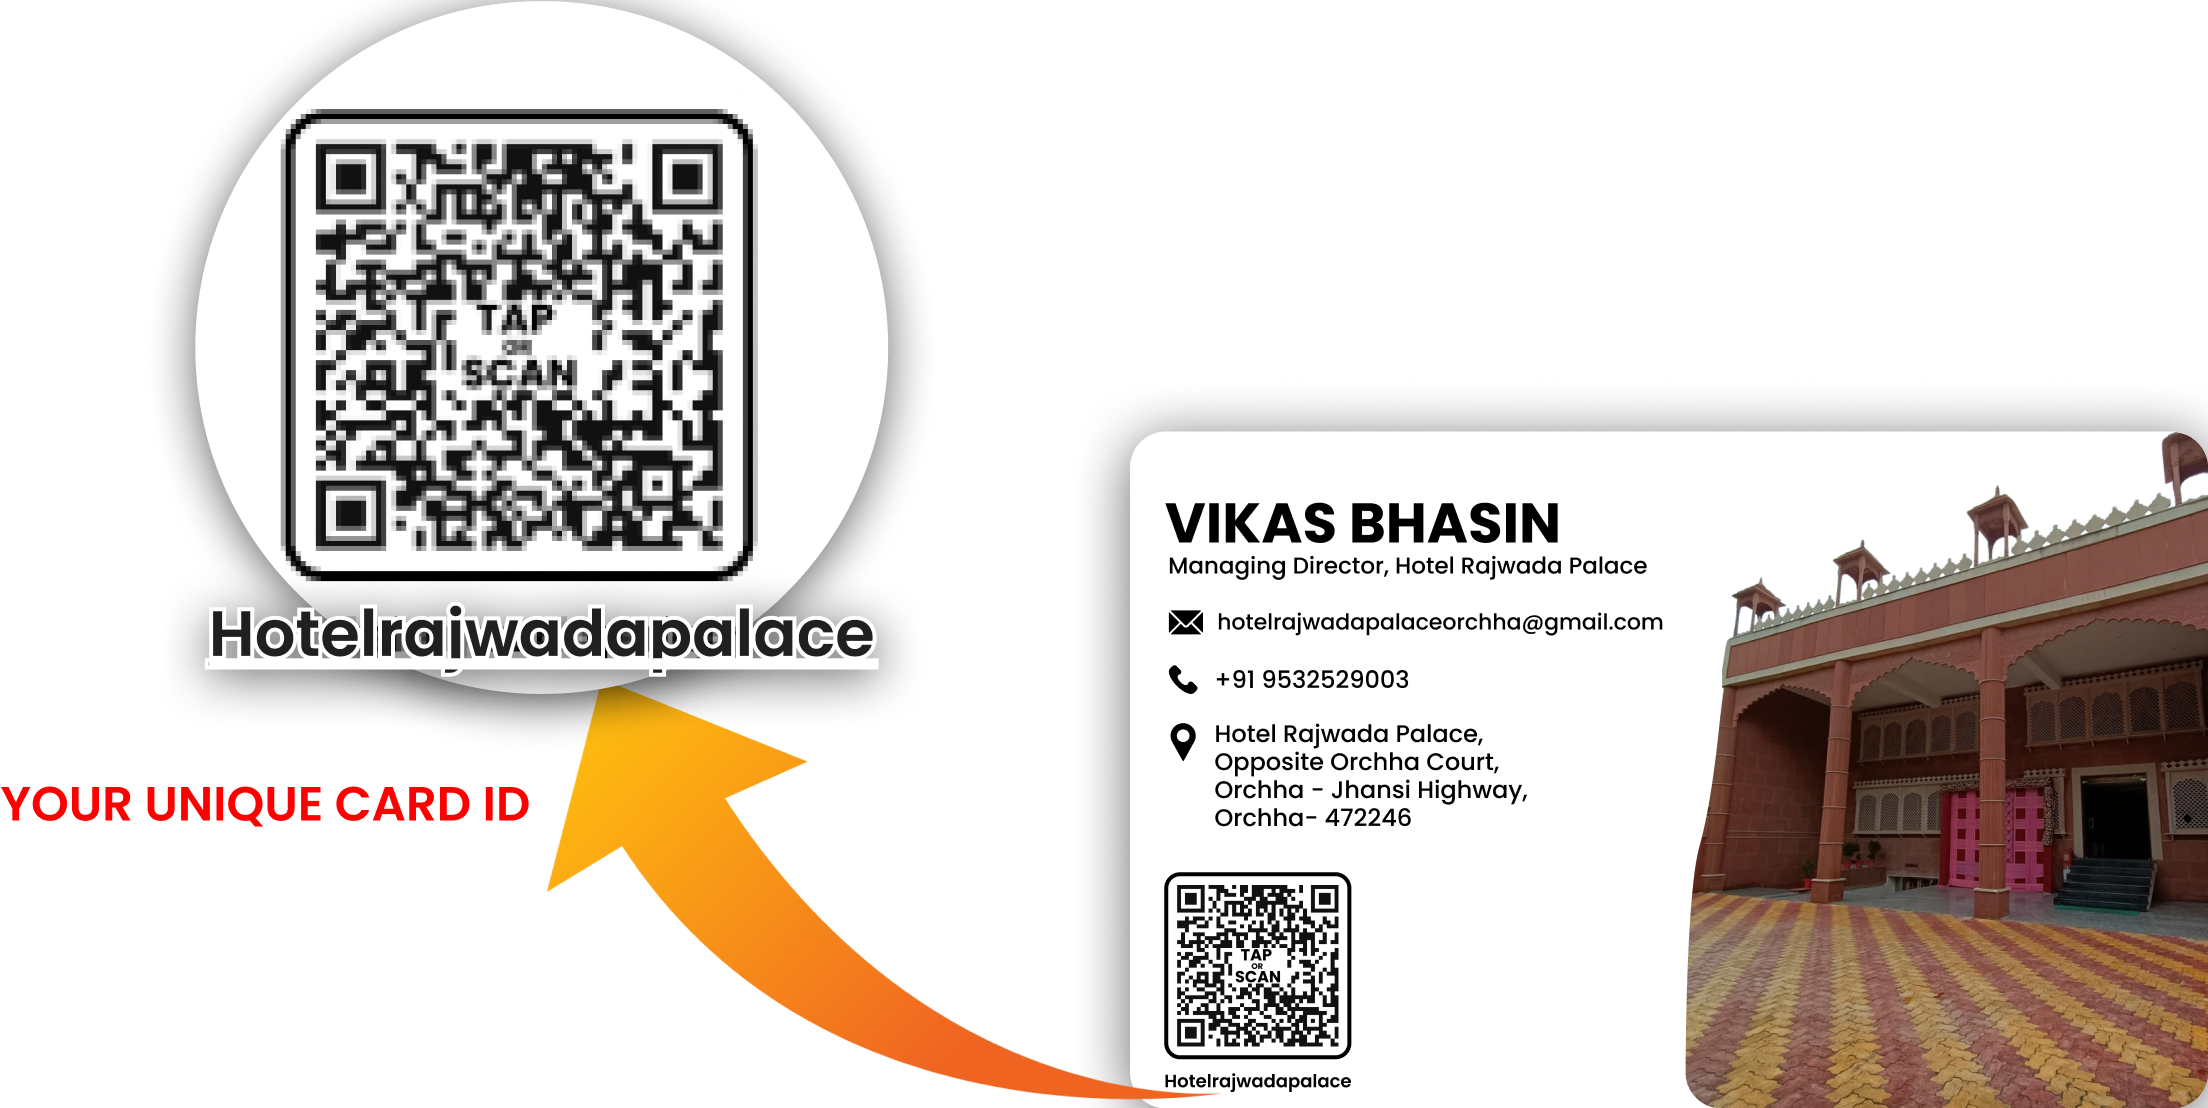 TAP
OR
SCAN
Hotelrajwadapalace
YOUR UNIQUE CARD ID
VIKAS BHASIN
Managing Director, Hotel Rajwada Palace
hotelrajwadapalaceorchha@gmail.com
+91 9532529003
Hotel Rajwada Palace,
Opposite Orchha Court,
Orchha - Jhansi Highway,
Orchha- 472246
TAP
OR
SCAN
Hotelrajwadapalace